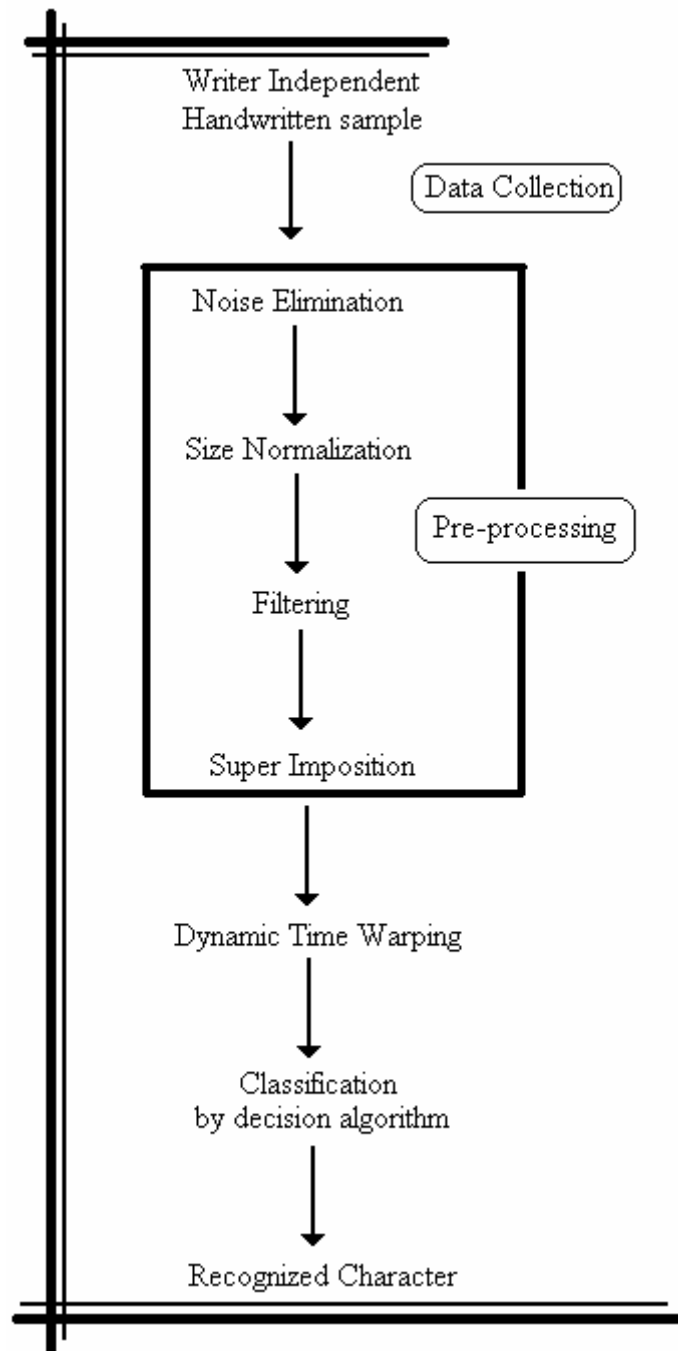 Writer Independent
Handwritten sample
Data Collection
Noise Elimination
Size Normalization
Pre-processing
Filtering
Super Imposition
Dynamic Time Warping
Classification
by decision algorithm
Recognized Character